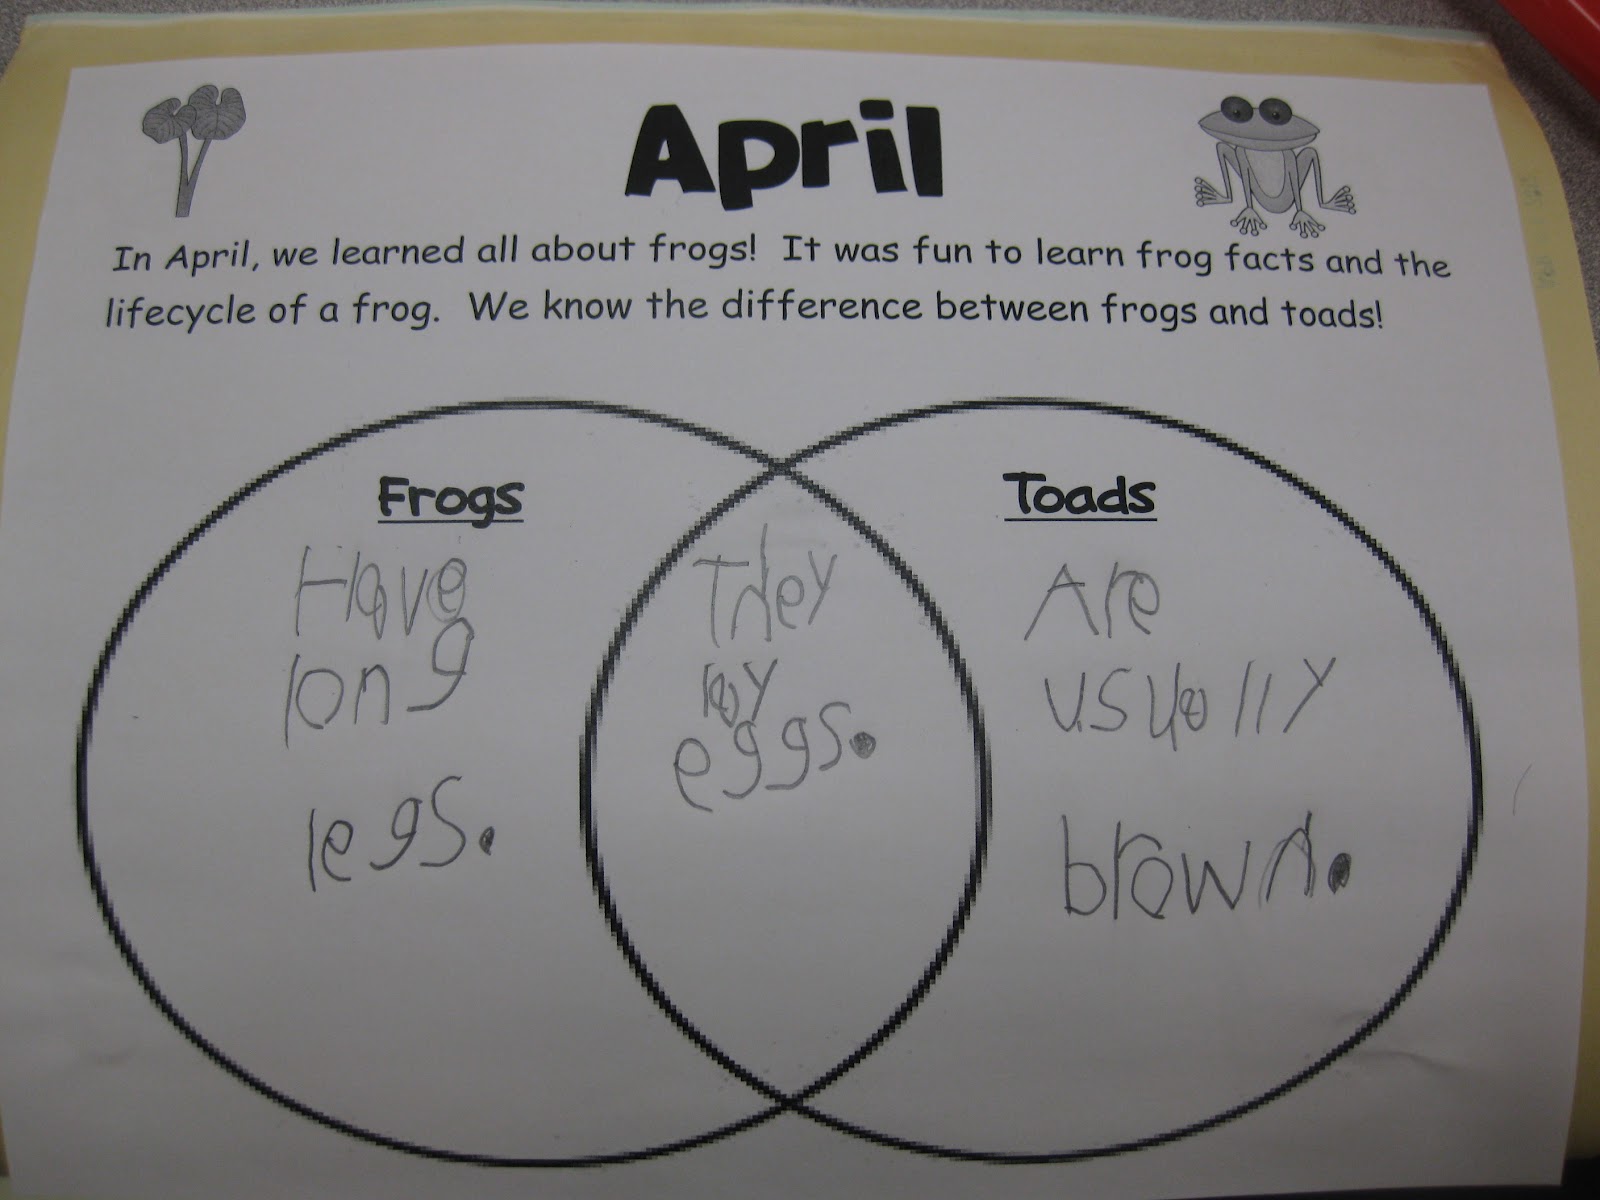 April
In April, we learned all about frogs! It was fun to learn frog facts and the
lifecycle of a frog. We know the difference between frogs and toads!
Frogs
Have
long
legs.
They
lay
eggs.
Toads
Are
usually
brown.